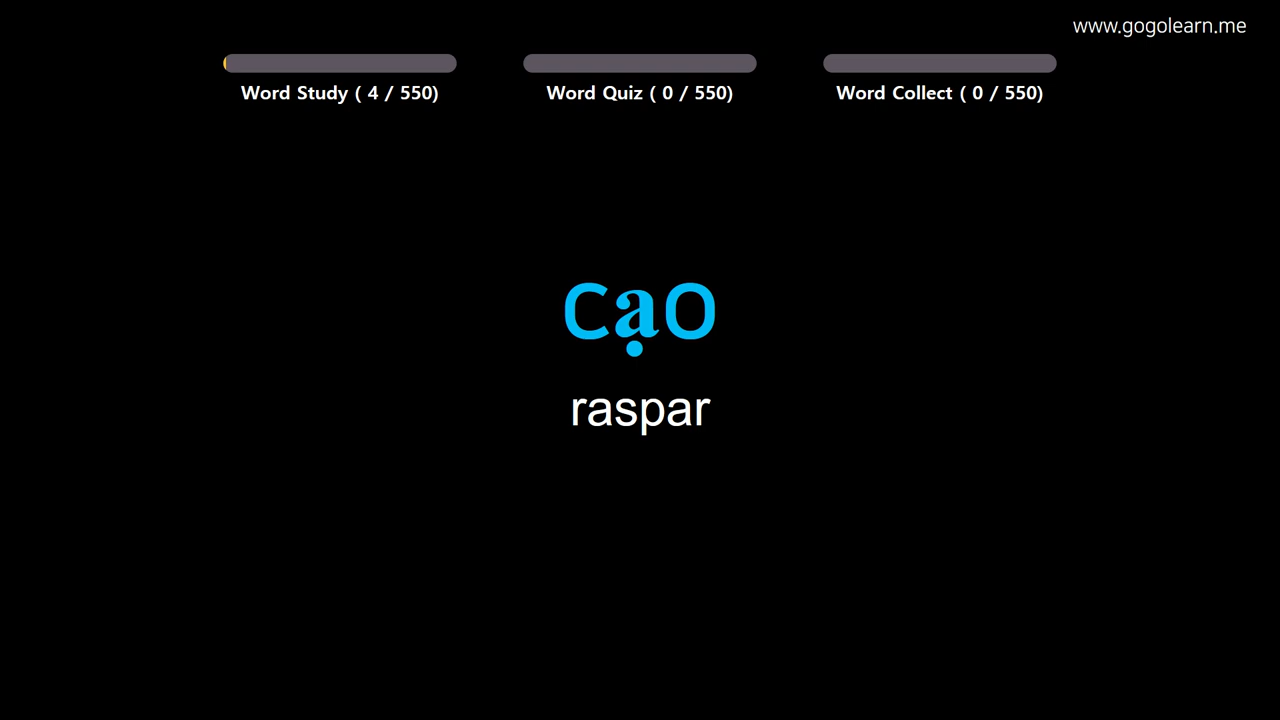 www.gogolearn.me
Word Study ( 4 / 550)
Word Quiz ( 0 / 550)
Word Collect ( 0 / 550)
cạo
raspar